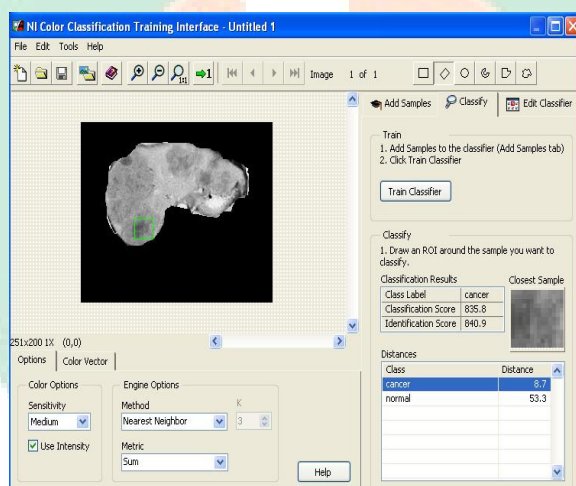 NI Color Classification Training Interface - Untitled 1
File Edit Tools Help
1:1
1
Image 1 of 1
Add Samples Classify Edit Classifier
Train
1. Add Samples to the classifier (Add Samples tab)
2. Click Train Classifier
Train Classifier
Classify
1. Draw an ROI around the sample you want to
classify.
Classification Results Closest Sample
Class Label cancer
Classification Score 835.8
Identification Score 840.9
Distances
Class Distance
cancer 8.7
normal 53.3
251x200 1X (0,0)
Options Color Vector
Color Options
Sensitivity
Medium
Use Intensity
Engine Options
Method K
Nearest Neighbor 3
Metric
Sum
Help